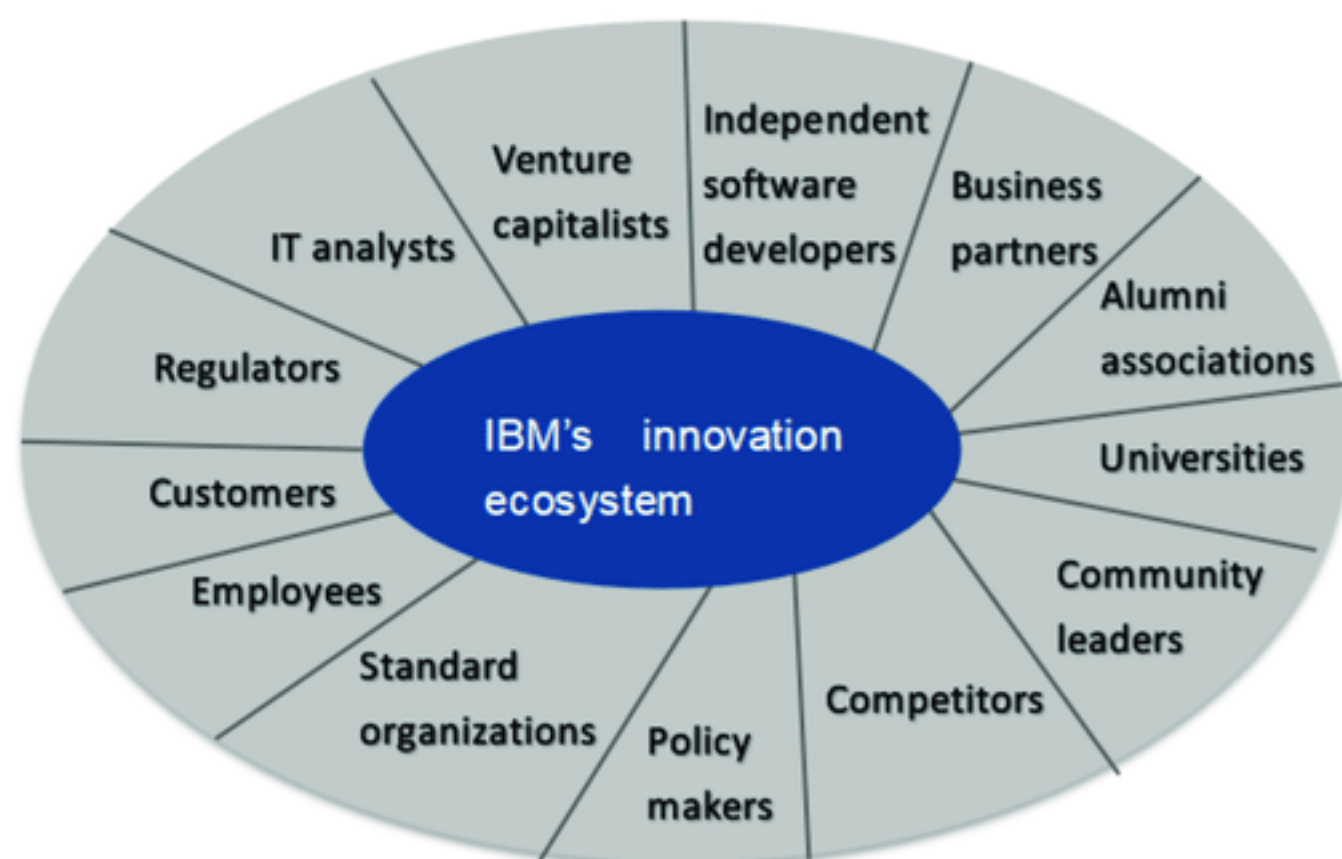 Independent
software
developers
Venture
capitalists
Business
partners
IT analysts
Alumni
associations
Regulators
IBM's innovation
ecosystem
Universities
Customers
Employees
Community
leaders
Standard
organizations
Competitors
Policy
makers